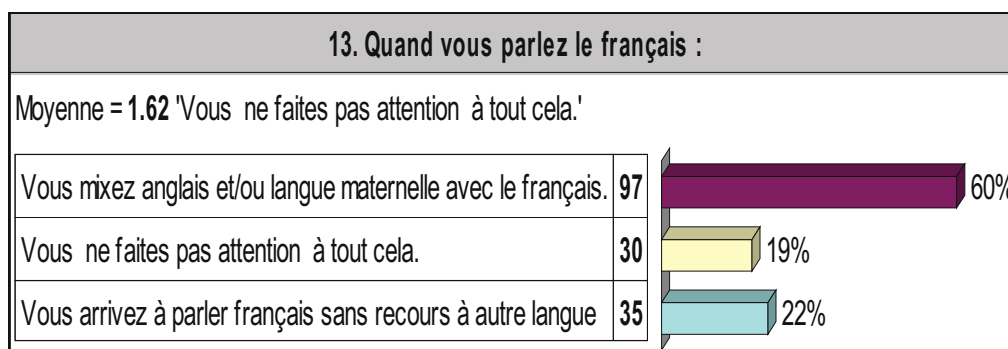 13. Quand vous parlez le français :
Moyenne = 1.62 'Vous ne faites pas attention à tout cela.'
Vous mixez anglais et/ou langue maternelle avec le français. 97 60%
Vous ne faites pas attention à tout cela. 30 19%
Vous arrivez à parler français sans recours à autre langue 35 22%